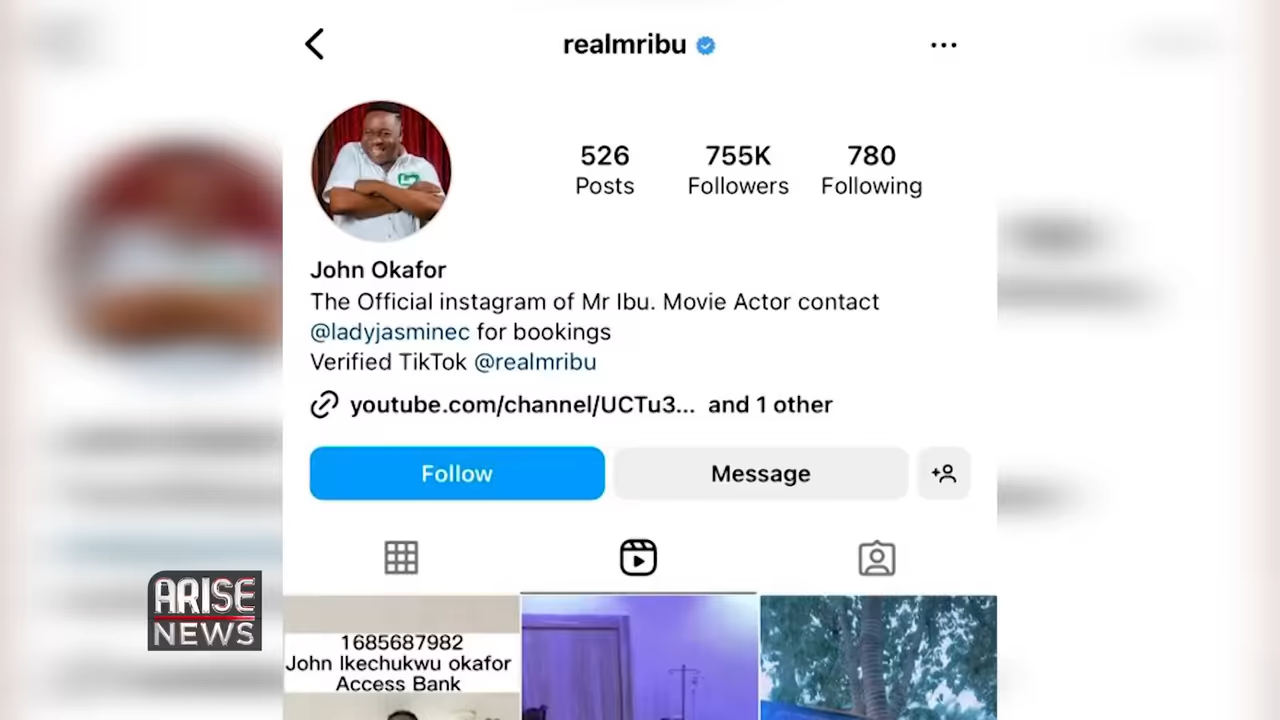 realmribu
526
Posts
755K
Followers
780
Following
John Okafor
The Official instagram of Mr Ibu. Movie Actor contact
@ladyjasminec for bookings
Verified TikTok @realmribu
youtube.com/channel/UCTu3... and 1 other
Follow
Message
ARISE
NEWS
1685687982
John Ikechukwu okafor
Access Bank